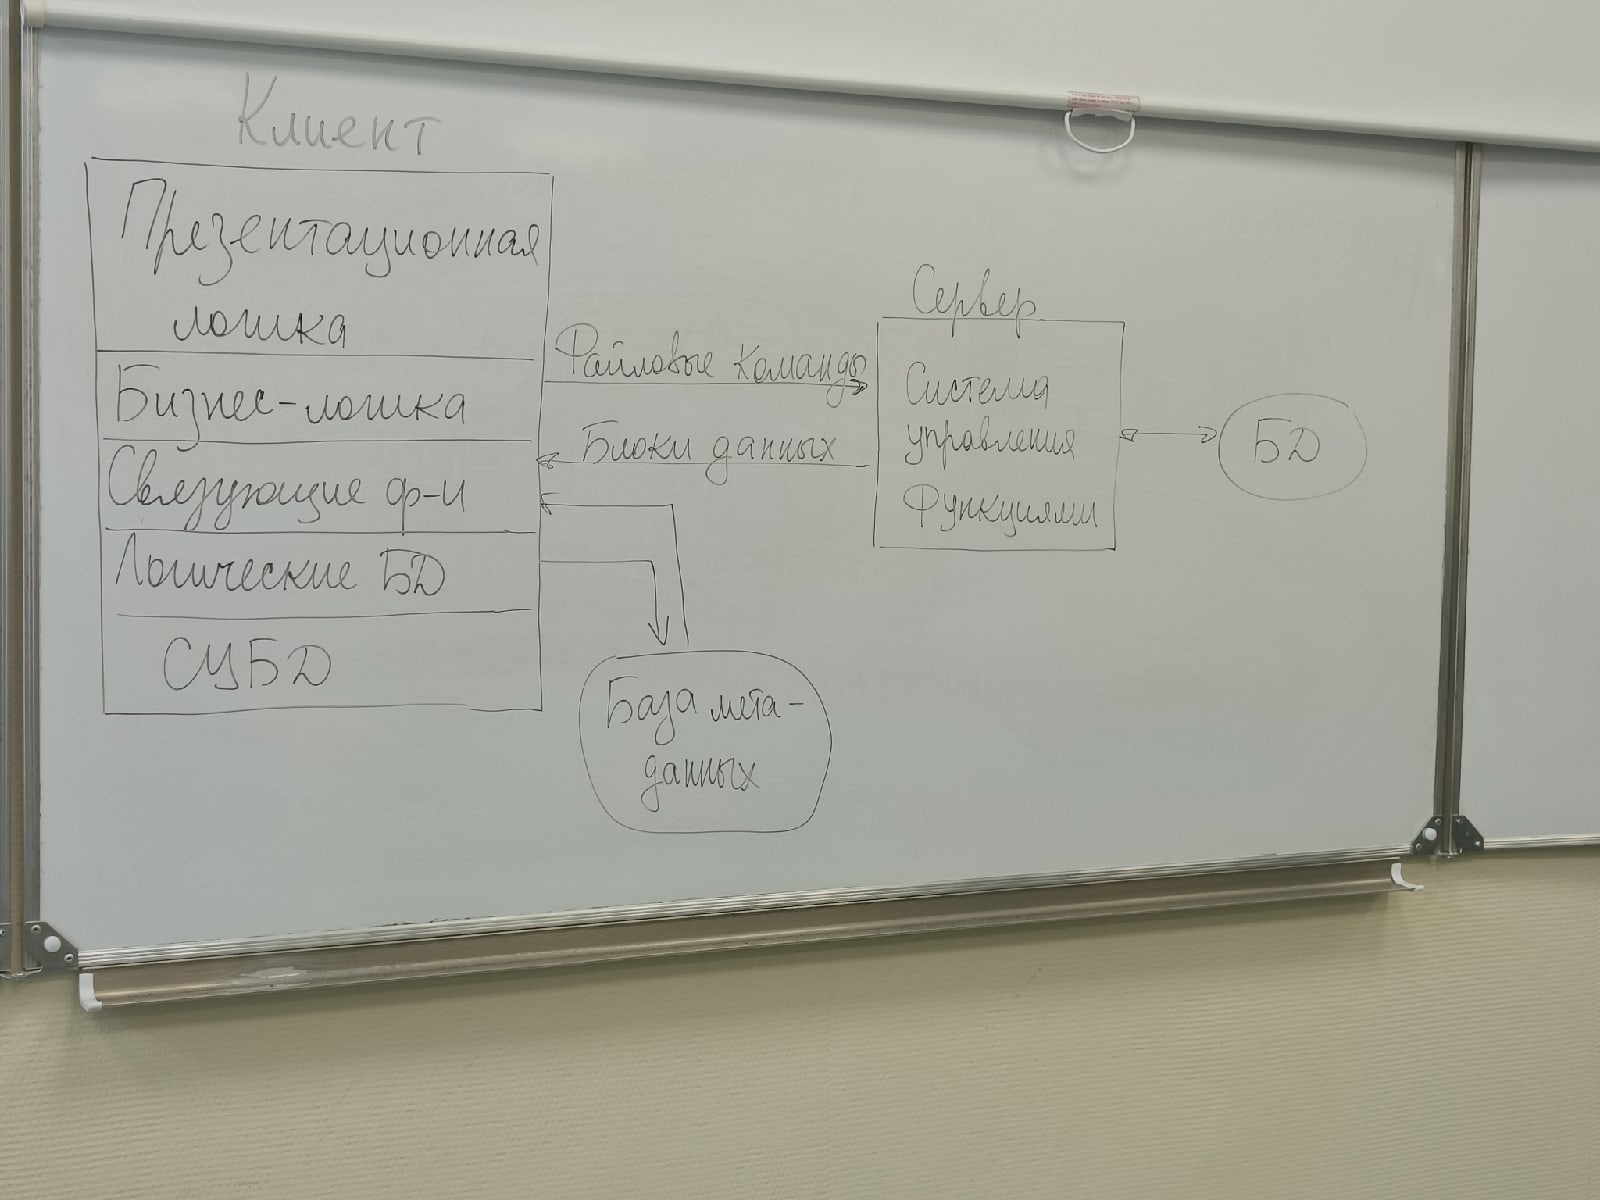 Клиент
Презентационная
логика
Бизнес-логика
Связующие ф-и
Логические БД
СУБД
Файловые команды
Блоки данных
Сервер
Система
управления
Функциями
БД
База мета-
данных